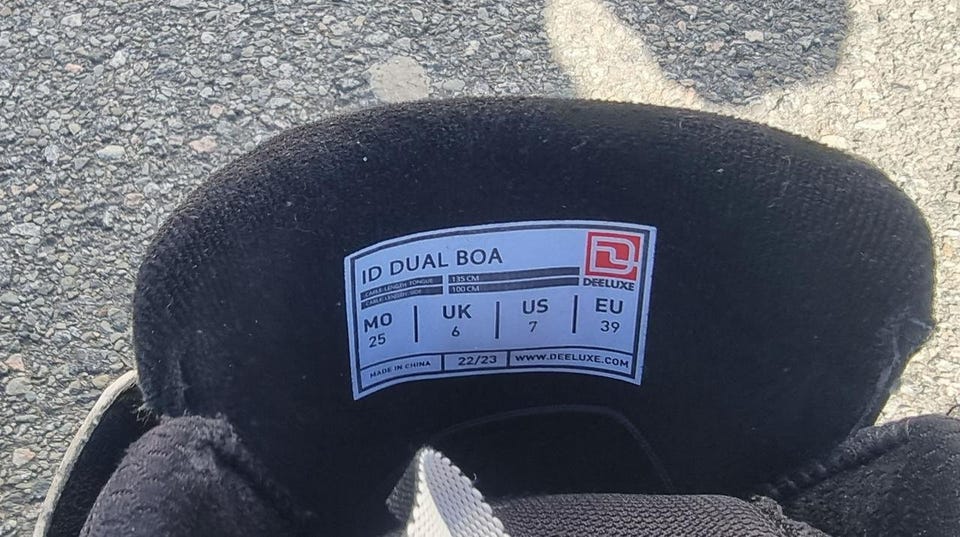 ID DUAL BOA
CABLE-LENGTH TONGUE 135 CM
CABLE-LENGTH SIDE 100 CM
DEELUXE
MO UK US EU
25 6 7 39
MADE IN CHINA 22/23 WWW.DEELUXE.COM